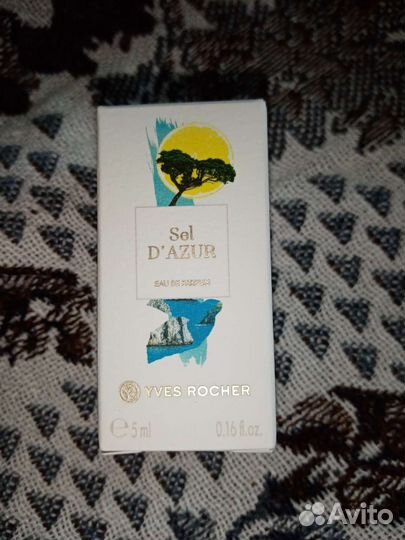 Sel
D'AZUR
EAU DE PARFUM
YVES ROCHER
℮ 5 ml 0.16 fl.oz.
Avito